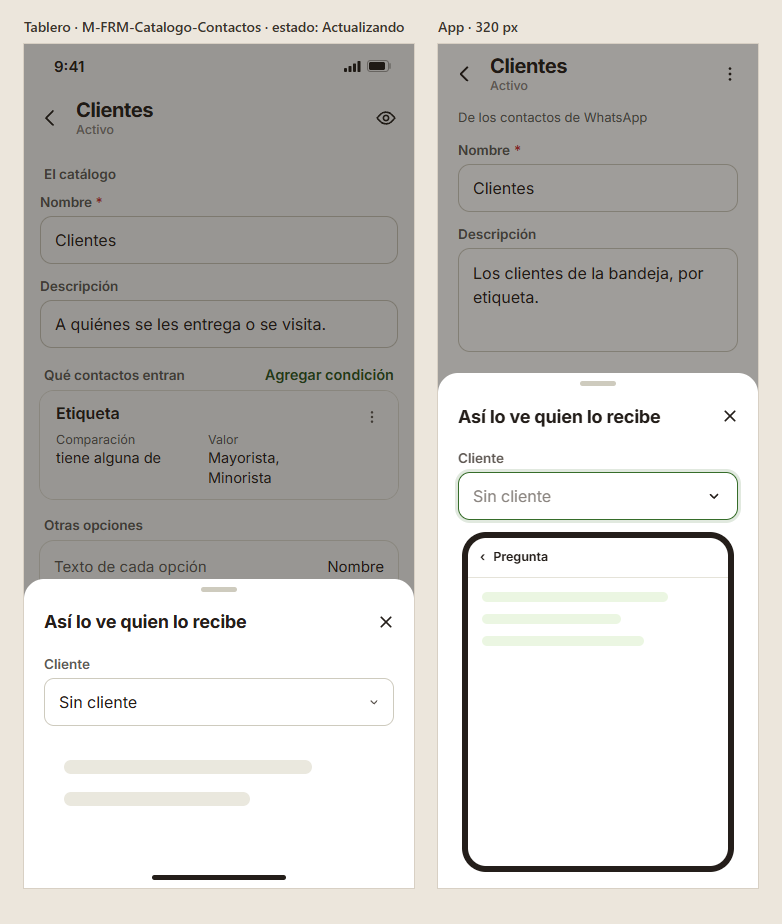 Tablero · M-FRM-Catalogo-Contactos · estado: Actualizando
9:41
Clientes
Activo
El catálogo
Nombre *
Clientes
Descripción
A quiénes se les entrega o se visita.
Qué contactos entran
Agregar condición
Etiqueta
Comparación
Valor
tiene alguna de
Mayorista,
Minorista
Otras opciones
Texto de cada opción
Nombre
Así lo ve quien lo recibe
Cliente
Sin cliente
App · 320 px
Clientes
Activo
De los contactos de WhatsApp
Nombre *
Clientes
Descripción
Los clientes de la bandeja, por
etiqueta.
Así lo ve quien lo recibe
Cliente
Sin cliente
Pregunta